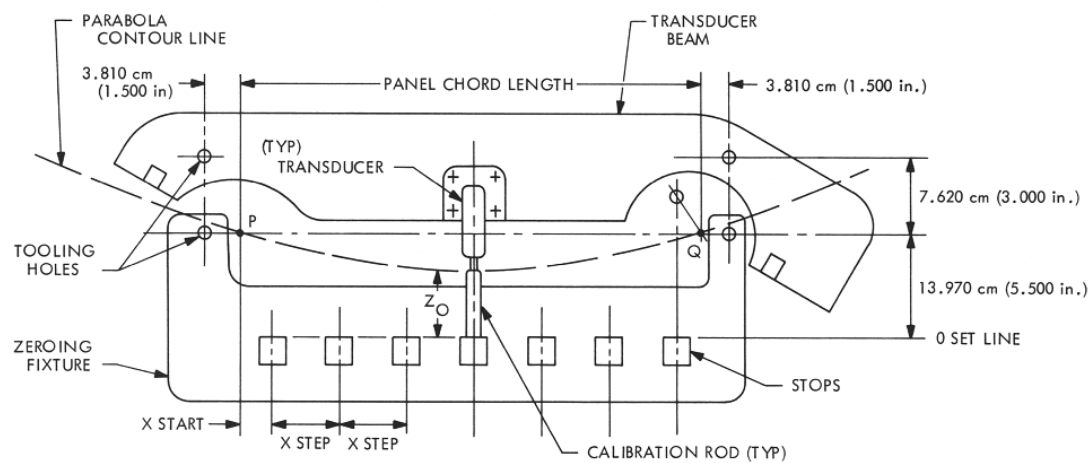 PARABOLA
CONTOUR LINE
TRANSDUCER
BEAM
3.810 cm
(1.500 in)
PANEL CHORD LENGTH
3.810 cm (1.500 in.)
(TYP)
TRANSDUCER
7.620 cm (3.000 in.)
P
Q
TOOLING
HOLES
13.970 cm (5.500 in.)
ZO
0 SET LINE
ZEROING
FIXTURE
STOPS
X START
X STEP
X STEP
CALIBRATION ROD (TYP)